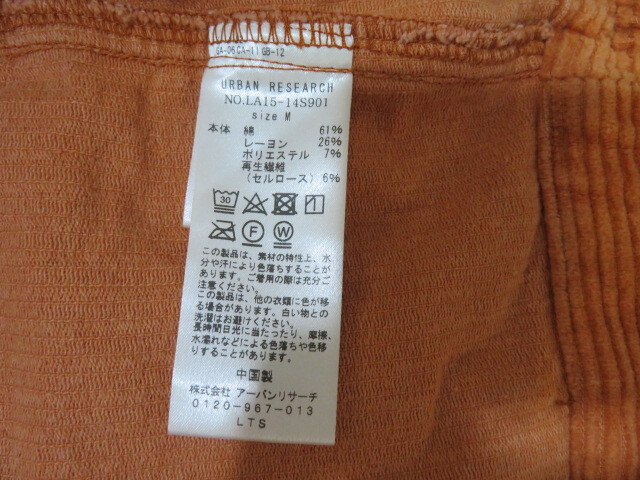 GA-06 CA-11 GB-12
URBAN RESEARCH
NO.LA15-14S901
size M
本体 綿 61%
レーヨン 26%
ポリエステル 7%
再生繊維
(セルロース) 6%
30
F W
この製品は、素材の特性上、水
分や汗により色落ちすることが
あります。ご着用の際は充分ご
注意ください。
この製品は、他の衣類に色が移
る場合があります。白い物との
洗濯はお避けください。
長時間日光に当たったり、摩擦、
水濡れなどによる色落ちや色移
りすることが有ります。
中国製
株式会社 アーバンリサーチ
0120-967-013
LTS